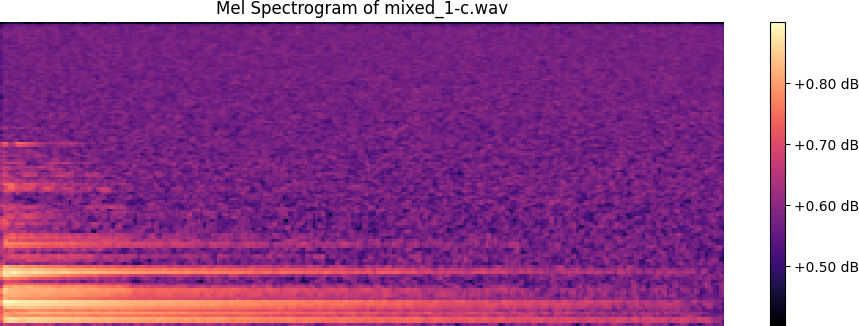 Mel Spectrogram of mixed_1-c.wav
+0.80 dB
+0.70 dB
+0.60 dB
+0.50 dB